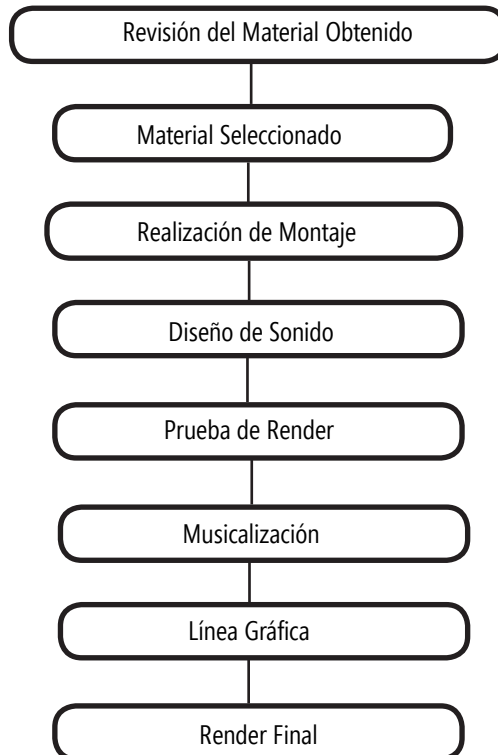 Revisión del Material Obtenido
Material Seleccionado
Realización de Montaje
Diseño de Sonido
Prueba de Render
Musicalización
Línea Gráfica
Render Final